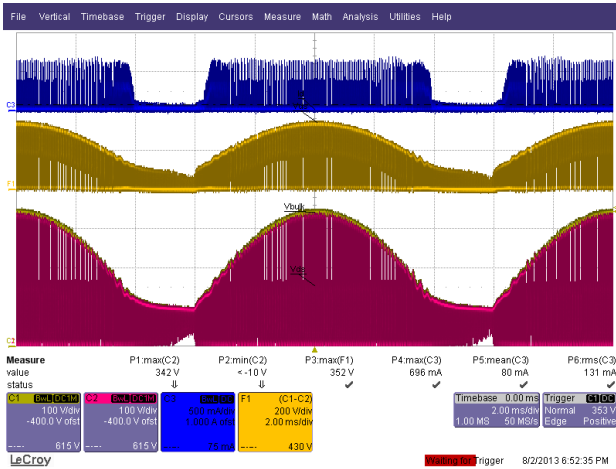 File Vertical Timebase Trigger Display Cursors Measure Math Analysis Utilities Help
C3
F1
Vbulk
Vds
C2
Measure P1:max(C2) P2:min(C2) P3:max(F1) P4:max(C3) P5:mean(C3) P6:rms(C3)
value 342 V < -10 V 352 V 696 mA 80 mA 131 mA
status
C1 BwL DC1M C2 BwL DC1M C3 F1 (C1-C2) Timebase 0.00 ms Trigger C1 DC
100 V/div 100 V/div 500 mA/div 200 V/div 2.00 ms/div Normal 353 V
-400.0 V ofst -400.0 V ofst 1.000 A ofst 2.00 ms/div 1.00 MS 50 MS/s Edge Positive
615 V 615 V 430 V
LeCroy Waiting for Trigger 8/2/2013 6:52:35 PM